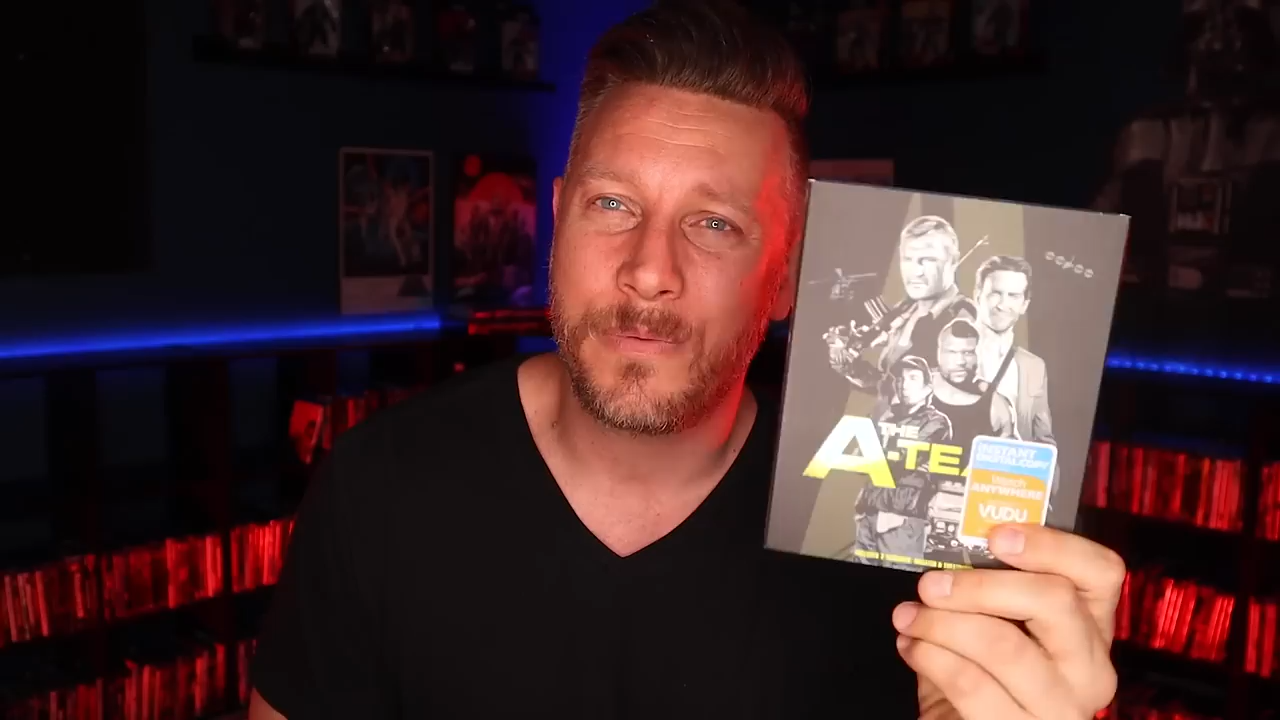 THE
A-TEA
INSTANT
DIGITAL COPY
Watch
ANYWHERE
VUDU